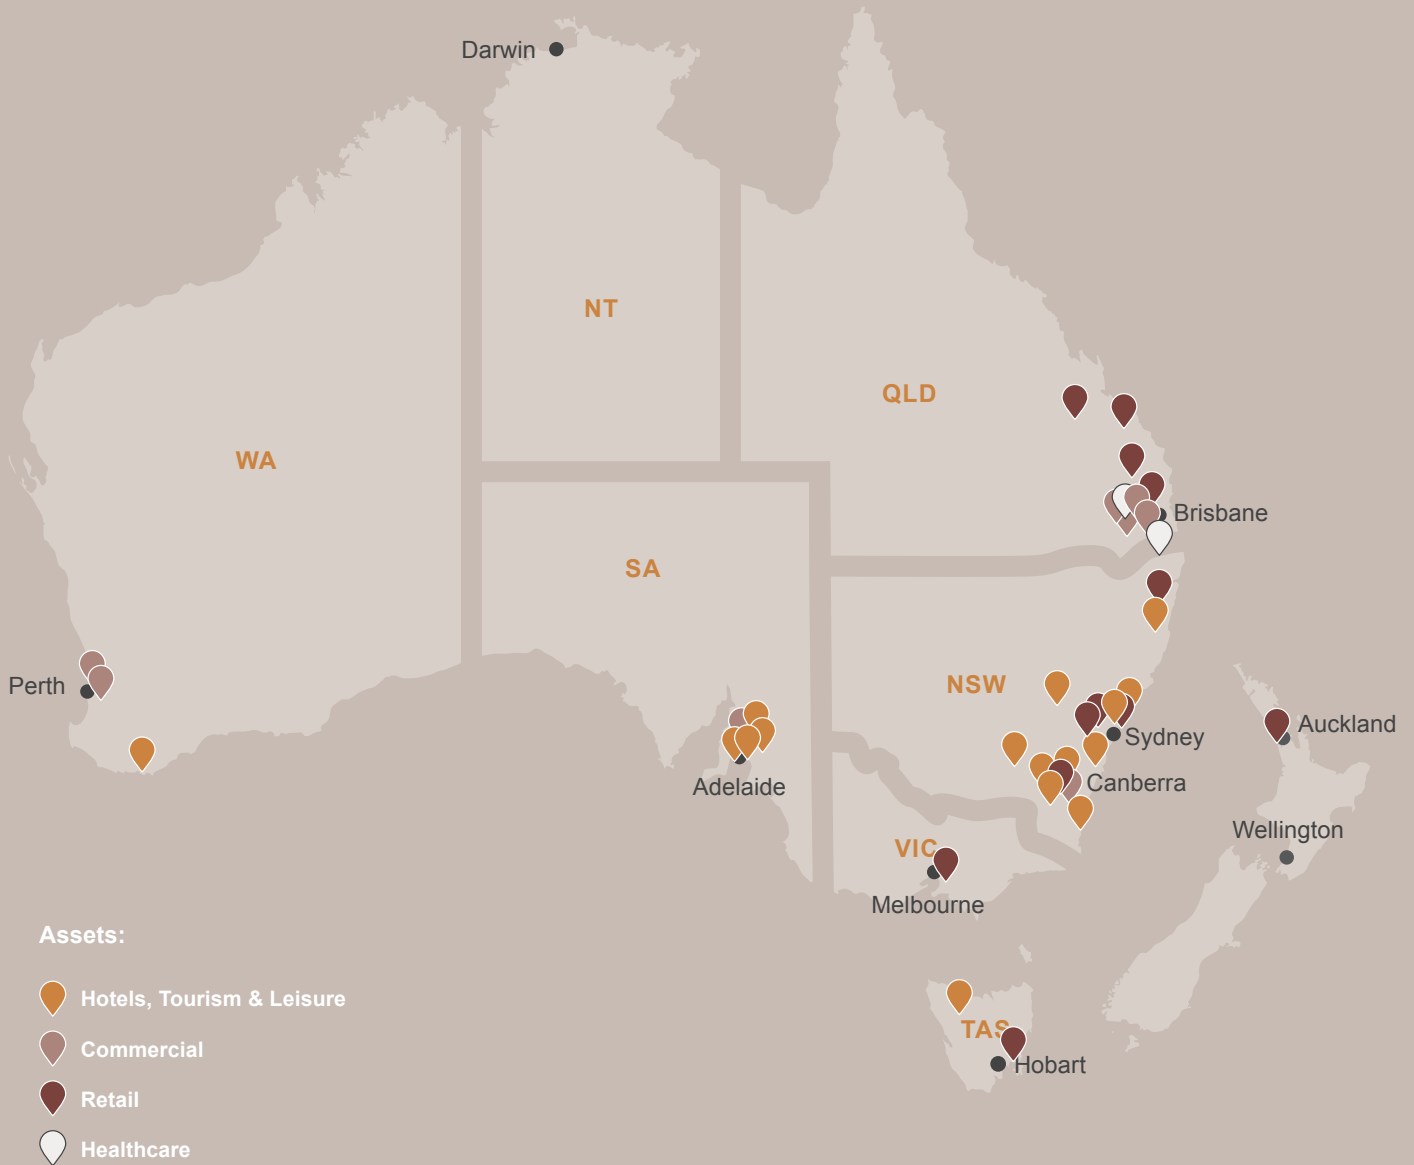 Darwin
NT
QLD
WA
Brisbane
SA
Perth
NSW
Auckland
Sydney
Adelaide
Canberra
Wellington
VIC
Melbourne
Assets:
Hotels, Tourism & Leisure
TAS
Commercial
Hobart
Retail
Healthcare